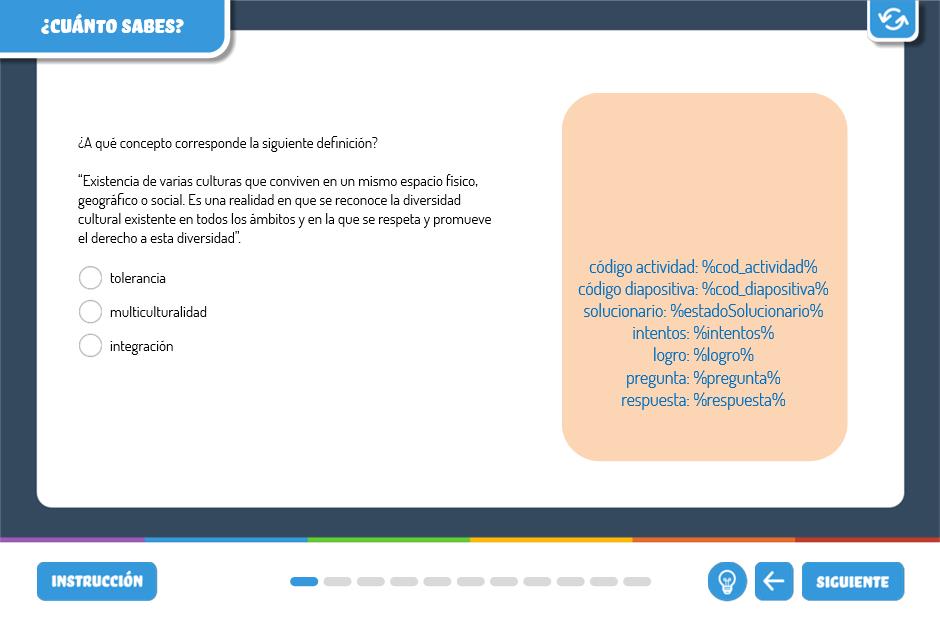 ¿CUÁNTO SABES?
¿A qué concepto corresponde la siguiente definición?
“Existencia de varias culturas que conviven en un mismo espacio físico,
geográfico o social. Es una realidad en que se reconoce la diversidad
cultural existente en todos los ámbitos y en la que se respeta y promueve
el derecho a esta diversidad”.
tolerancia
multiculturalidad
integración
código actividad: %cod_actividad%
código diapositiva: %cod_diapositiva%
solucionario: %estadoSolucionario%
intentos: %intentos%
logro: %logro%
pregunta: %pregunta%
respuesta: %respuesta%
INSTRUCCIÓN
SIGUIENTE